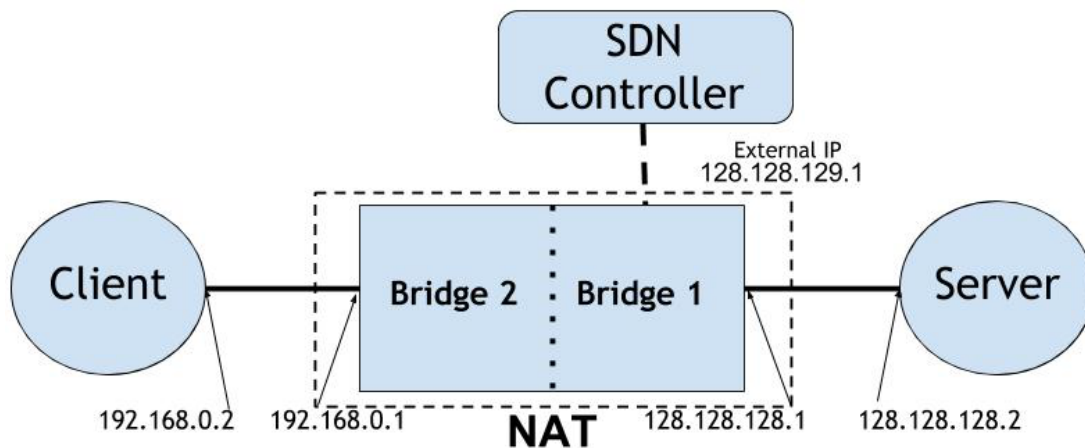 SDN
Controller
External IP
128.128.129.1
Client
Bridge 2
Bridge 1
Server
192.168.0.2
192.168.0.1
128.128.128.1
128.128.128.2
NAT